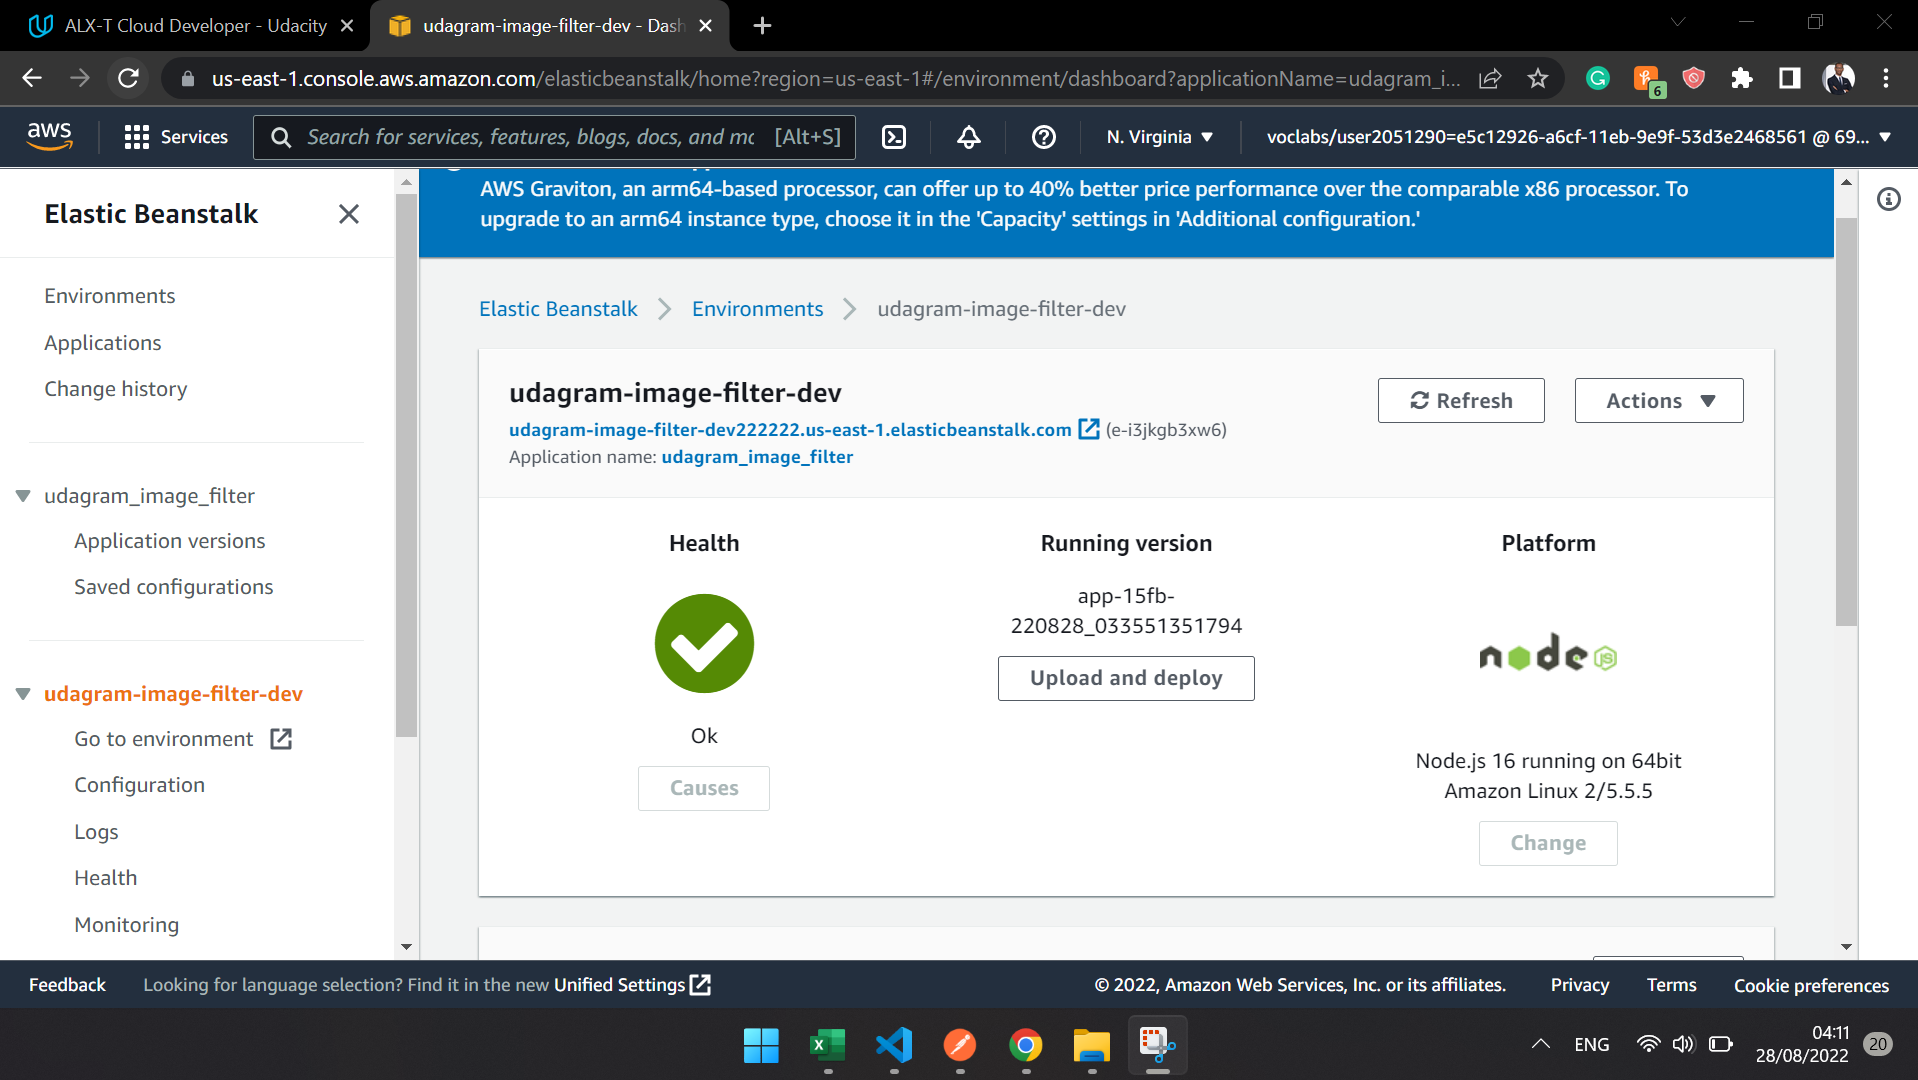 ALX-T Cloud Developer - Udacity
udagram-image-filter-dev - Dash
us-east-1.console.aws.amazon.com/elasticbeanstalk/home?region=us-east-1#/environment/dashboard?applicationName=udagram_i...
6
aws
Services
Search for services, features, blogs, docs, and mc [Alt+S]
N. Virginia
voclabs/user2051290=e5c12926-a6cf-11eb-9e9f-53d3e2468561 @ 69...
Elastic Beanstalk
Environments
Applications
Change history
udagram_image_filter
Application versions
Saved configurations
udagram-image-filter-dev
Go to environment
Configuration
Logs
Health
Monitoring
AWS Graviton, an arm64-based processor, can offer up to 40% better price performance over the comparable x86 processor. To
upgrade to an arm64 instance type, choose it in the 'Capacity' settings in 'Additional configuration.'
Elastic Beanstalk
Environments
udagram-image-filter-dev
udagram-image-filter-dev
udagram-image-filter-dev222222.us-east-1.elasticbeanstalk.com (e-i3jkgb3xw6)
Application name: udagram_image_filter
Refresh
Actions
Health
Ok
Causes
Running version
app-15fb-
220828_033551351794
Upload and deploy
Platform
node JS
Node.js 16 running on 64bit
Amazon Linux 2/5.5.5
Change
Feedback
Looking for language selection? Find it in the new Unified Settings
© 2022, Amazon Web Services, Inc. or its affiliates.
Privacy
Terms
Cookie preferences
ENG
04:11
28/08/2022
20